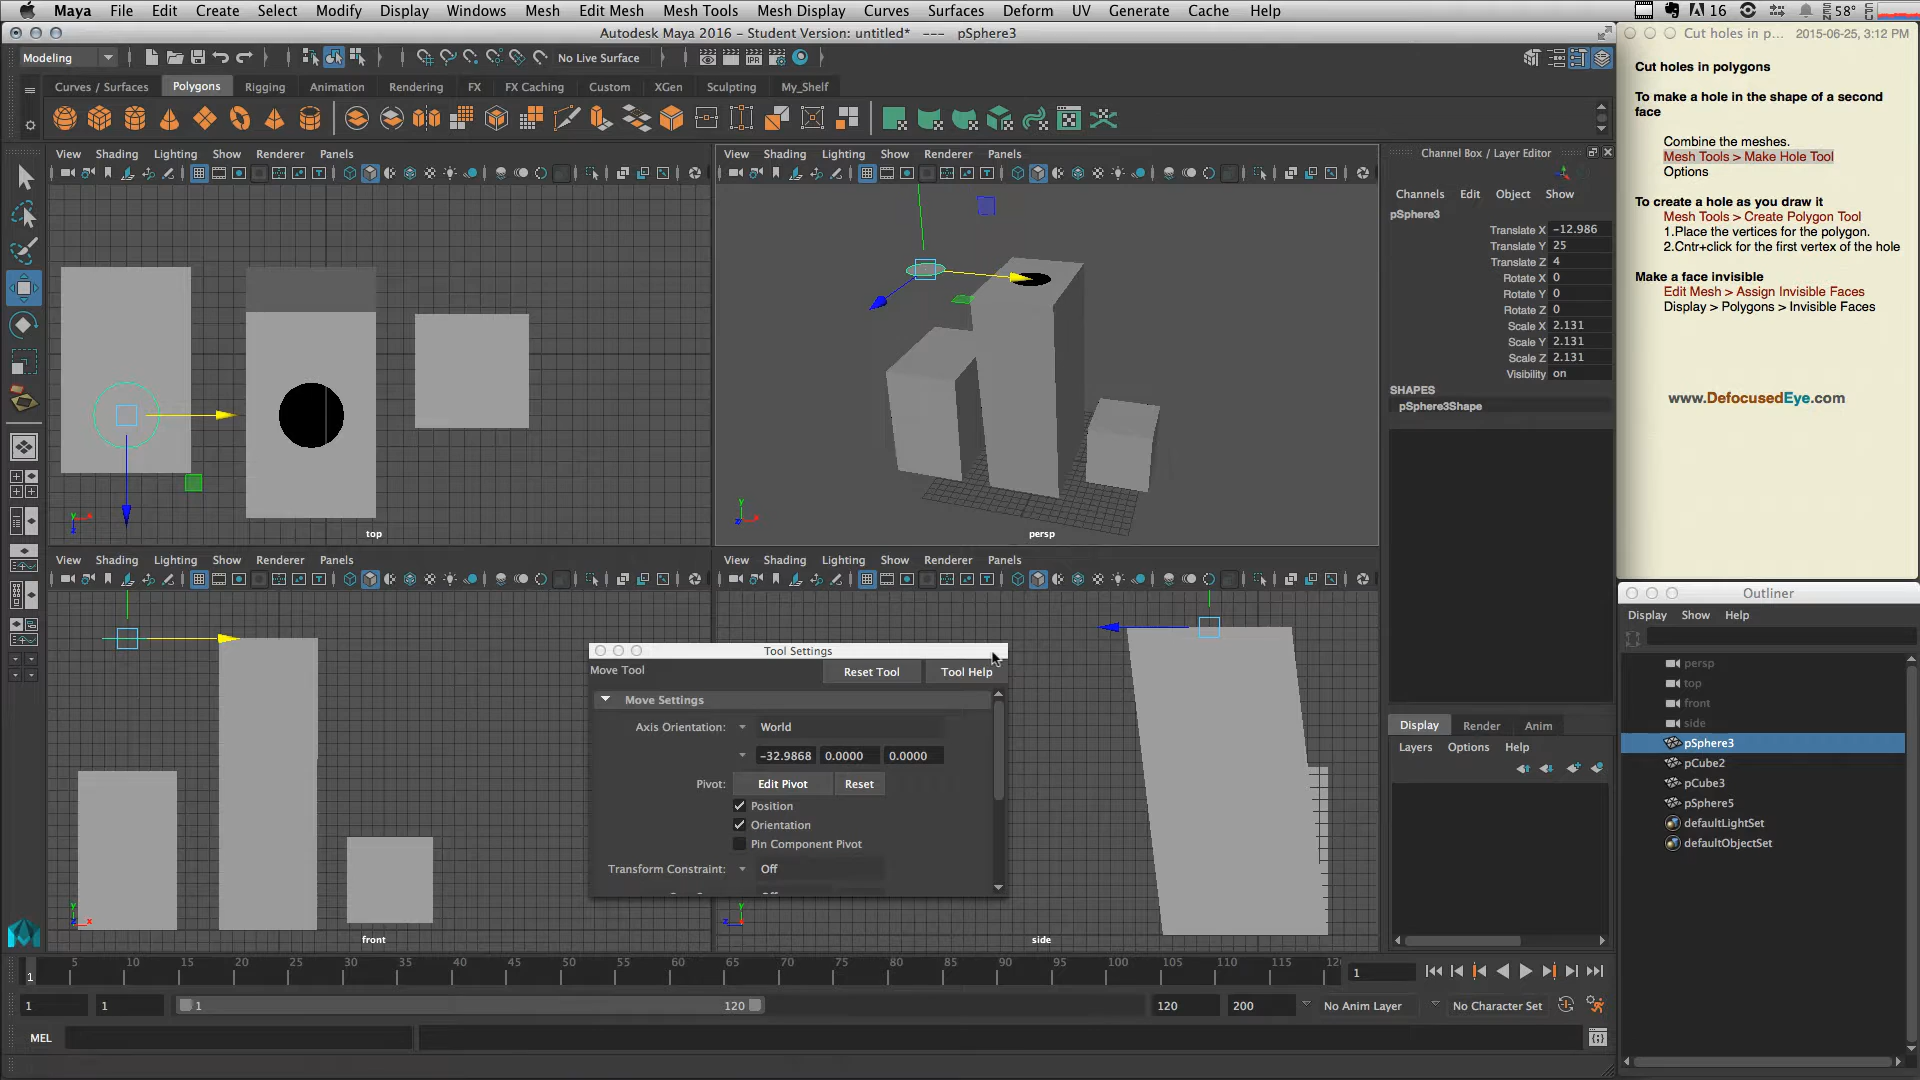 Maya File Edit Create Select Modify Display Windows Mesh Edit Mesh Mesh Tools Mesh Display Curves Surfaces Deform UV Generate Cache Help
16 58°
Autodesk Maya 2016 - Student Version: untitled* --- pSphere3
Modeling
No Live Surface
IPR
Curves / Surfaces Polygons Rigging Animation Rendering FX FX Caching Custom XGen Sculpting My_Shelf
View Shading Lighting Show Renderer Panels
top
View Shading Lighting Show Renderer Panels
persp
View Shading Lighting Show Renderer Panels
front
View Shading Lighting Show Renderer Panels
side
Tool Settings
Move Tool Reset Tool Tool Help
Move Settings
Axis Orientation: World
-32.9868 0.0000 0.0000
Pivot: Edit Pivot Reset
Position
Orientation
Pin Component Pivot
Transform Constraint: Off
Channel Box / Layer Editor
Channels Edit Object Show
pSphere3
Translate X -12.986
Translate Y 25
Translate Z 4
Rotate X 0
Rotate Y 0
Rotate Z 0
Scale X 2.131
Scale Y 2.131
Scale Z 2.131
Visibility on
SHAPES
pSphere3Shape
Display Render Anim
Layers Options Help
Cut holes in p... 2015-06-25, 3:12 PM
Cut holes in polygons
To make a hole in the shape of a second
face
Combine the meshes.
Mesh Tools > Make Hole Tool
Options
To create a hole as you draw it
Mesh Tools > Create Polygon Tool
1.Place the vertices for the polygon.
2.Cntr+click for the first vertex of the hole
Make a face invisible
Edit Mesh > Assign Invisible Faces
Display > Polygons > Invisible Faces
www.DefocusedEye.com
Outliner
Display Show Help
persp
top
front
side
pSphere3
pCube2
pCube3
pSphere5
defaultLightSet
defaultObjectSet
1 5 10 15 20 25 30 35 40 45 50 55 60 65 70 75 80 85 90 95 100 105 110 115 12
1
1 1 1 120 120 200 No Anim Layer No Character Set
MEL